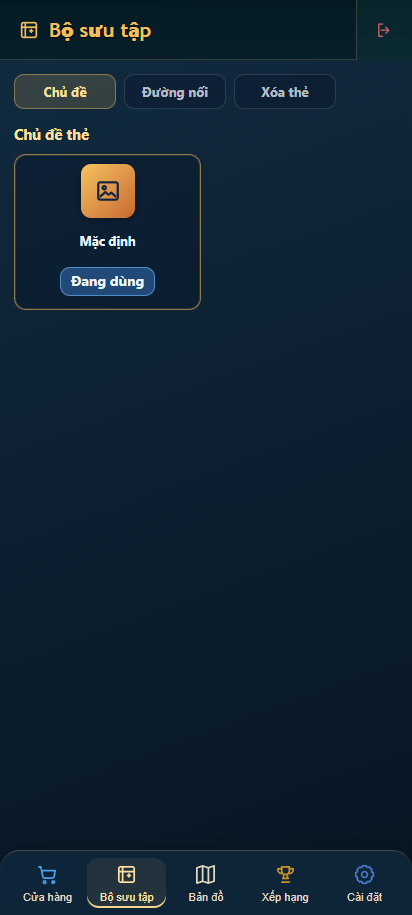 Bộ sưu tập
Chủ đề
Đường nối
Xóa thẻ
Chủ đề thẻ
Mặc định
Đang dùng
Cửa hàng
Bộ sưu tập
Bản đồ
Xếp hạng
Cài đặt